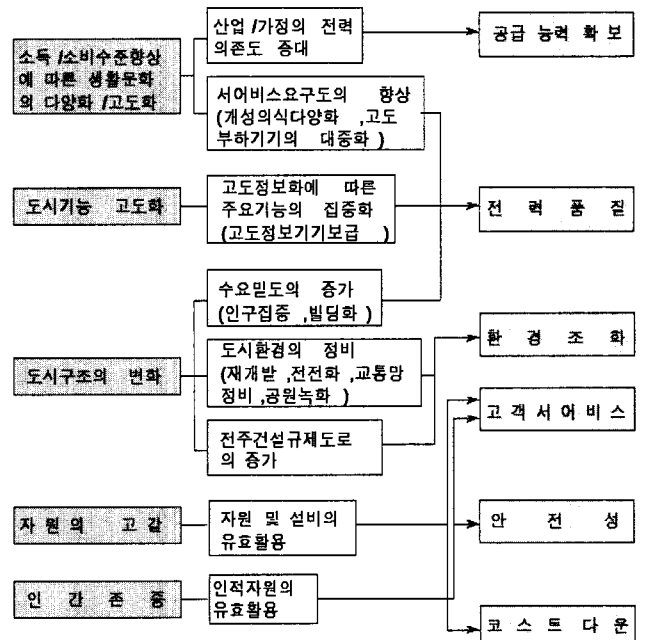 소득 /소비수준향상
에 따른 생활문화
의 다양화 /고도화
산업 /가정의 전력
의존도 증대
공급 능력 확보
서어비스요구도의 향상
(개성의식다양화 ,고도
부하기기의 대중화 )
도시기능 고도화
고도정보화에 따른
주요기능의 집중화
(고도정보기기보급 )
전 력 품 질
수요밀도의 증가
(인구집중 ,빌딩화 )
도시구조의 변화
도시환경의 정비
(재개발 ,전전화 ,교통망
정비 ,공원녹화 )
전주건설규제도로
의 증가
환 경 조 화
고객서어비스
자원의 고갈
자원 및 설비의
유효활용
안 전 성
인 간 존 중
인적자원의
유효활용
코스트다운